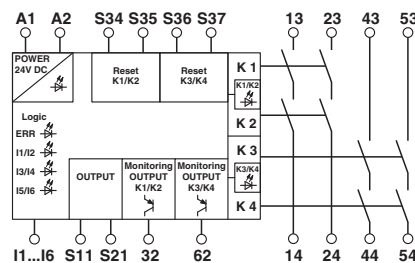 A1 A2 S34 S35 S36 S37 13 23 43 53
POWER
24V DC
Reset
K1/K2
Reset
K3/K4
K 1
K1/K2
K 2
K 3
K3/K4
K 4
Logic
ERR
I1/I2
I3/I4
I5/I6
OUTPUT
Monitoring
OUTPUT
K1/K2
Monitoring
OUTPUT
K3/K4
I1...I6 S11 S21 32 62 14 24 44 54